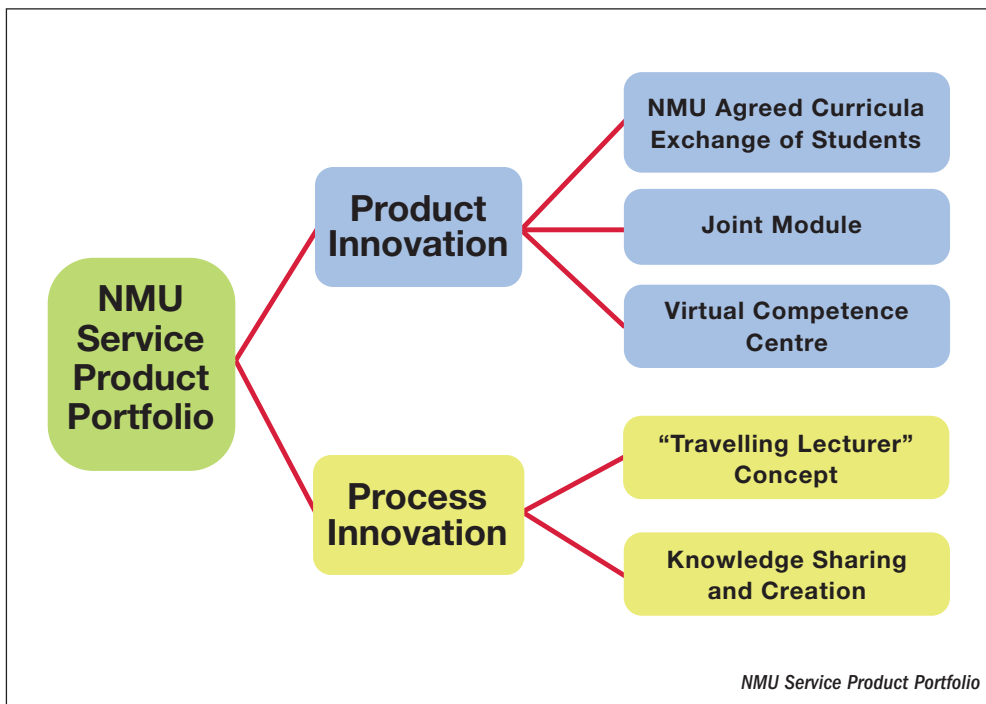 NMU
Service
Product
Portfolio
Product
Innovation
NMU Agreed Curricula
Exchange of Students
Joint Module
Virtual Competence
Centre
Process
Innovation
“Travelling Lecturer”
Concept
Knowledge Sharing
and Creation
NMU Service Product Portfolio